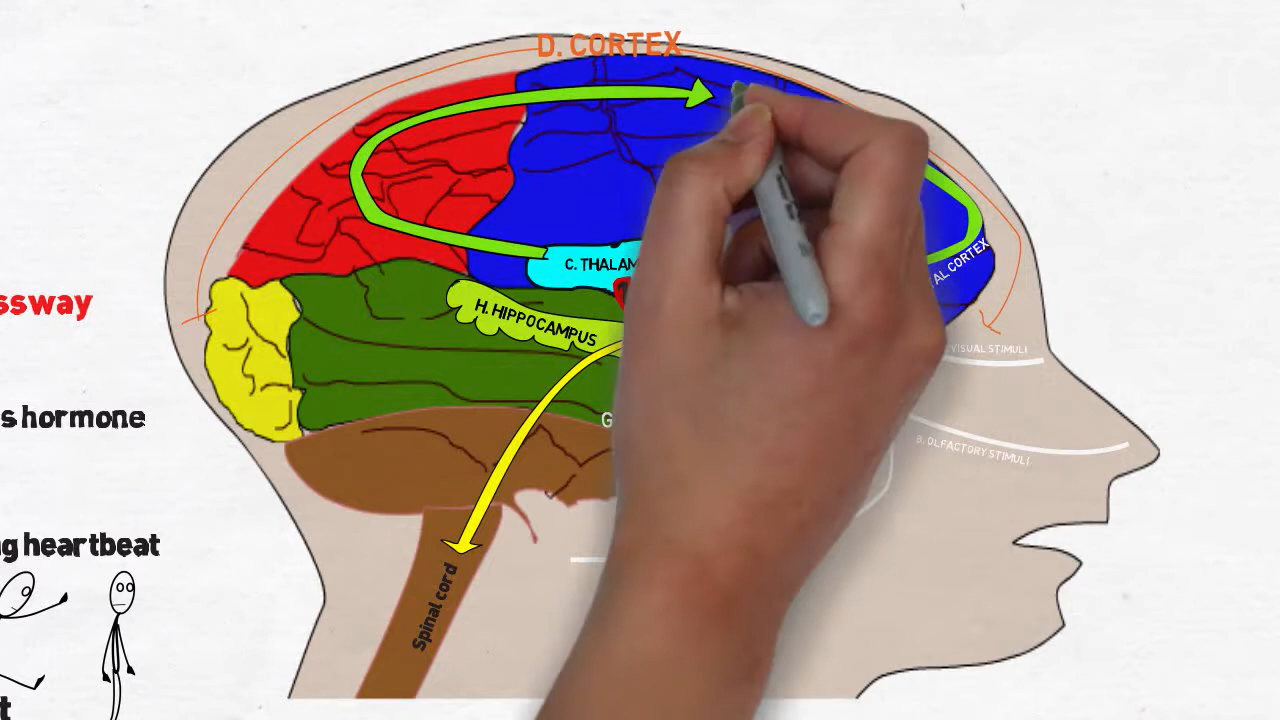 D. CORTEX
C. THALAM
AL CORTEX
H. HIPPOCAMPUS
ssway
VISUAL STIMULI
s hormone
G
B. OLFACTORY STIMULI
g heartbeat
Spinal cord
t